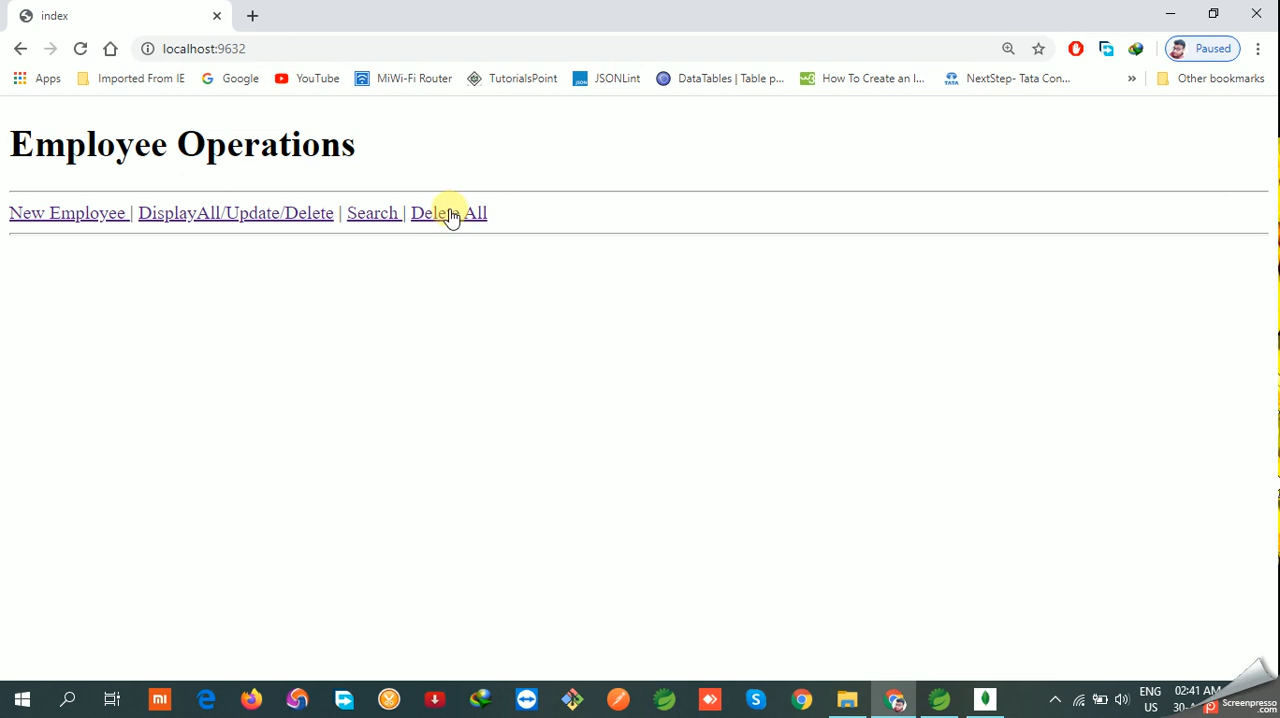 index
localhost:9632
Paused
Apps Imported From IE Google YouTube MiWi-Fi Router TutorialsPoint JSONLint DataTables | Table p... How To Create an I... NextStep- Tata Con... » Other bookmarks
Employee Operations
New Employee | DisplayAll/Update/Delete | Search | Delete All
ENG 02:41 AM
US
Screenpresso
.com